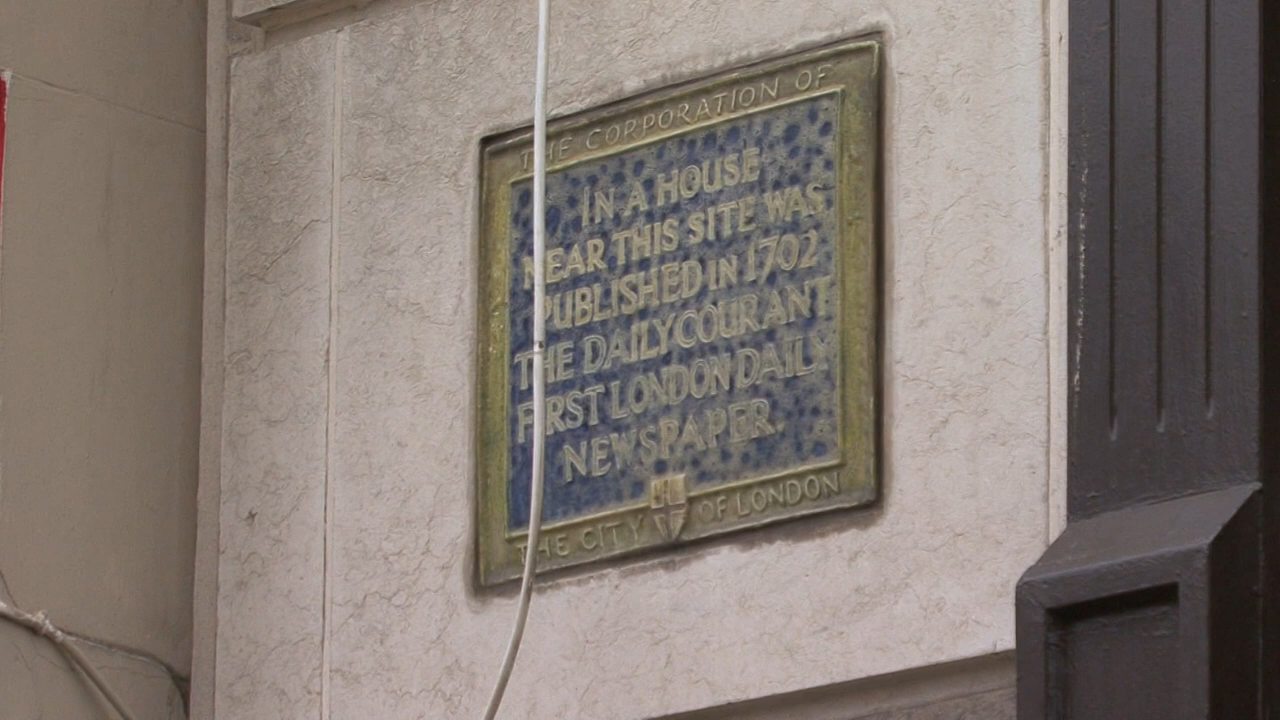 THE CORPORATION OF
IN A HOUSE
NEAR THIS SITE WAS
PUBLISHED IN 1702
THE DAILY COURANT
FIRST LONDON DAILY
NEWSPAPER.
THE CITY OF LONDON